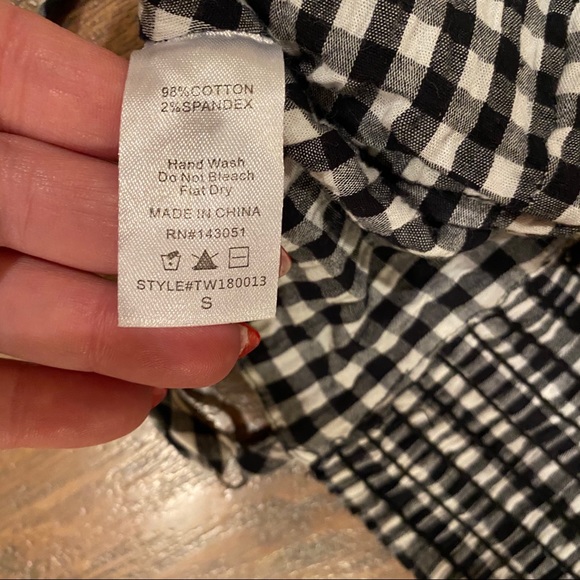 98%COTTON
2%SPANDEX
Hand Wash
Do Not Bleach
Flat Dry
MADE IN CHINA
RN#143051
STYLE#TW180013
S